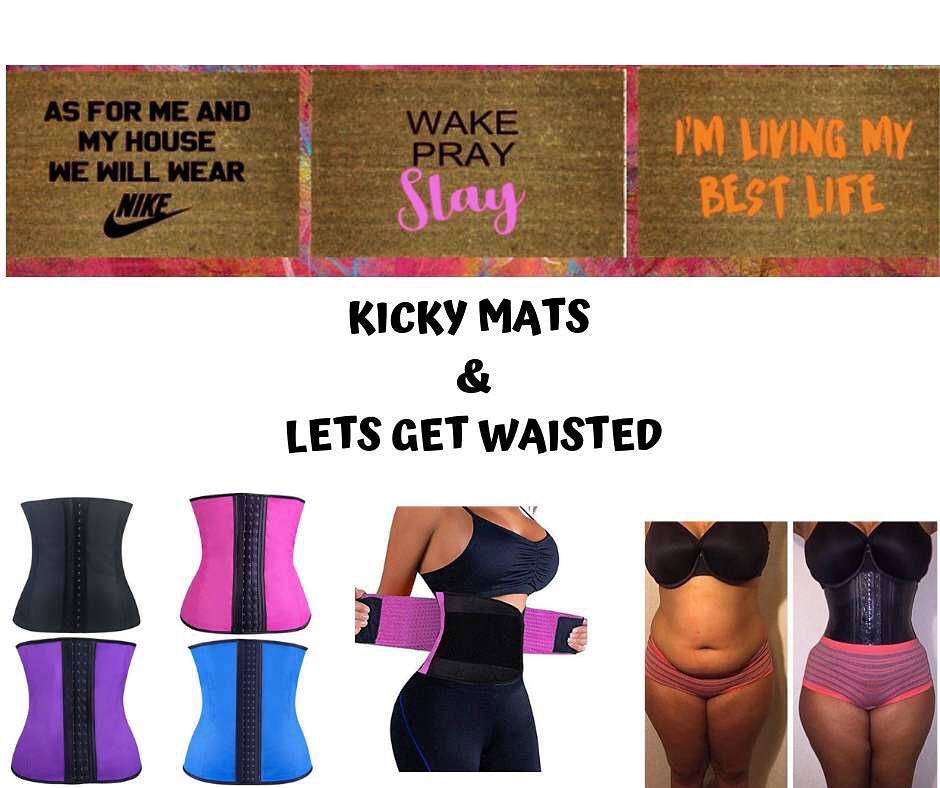 AS FOR ME AND
MY HOUSE
WE WILL WEAR
NIKE
WAKE
PRAY
Slay
I'M LIVING MY
BEST LIFE
KICKY MATS
&
LETS GET WAISTED